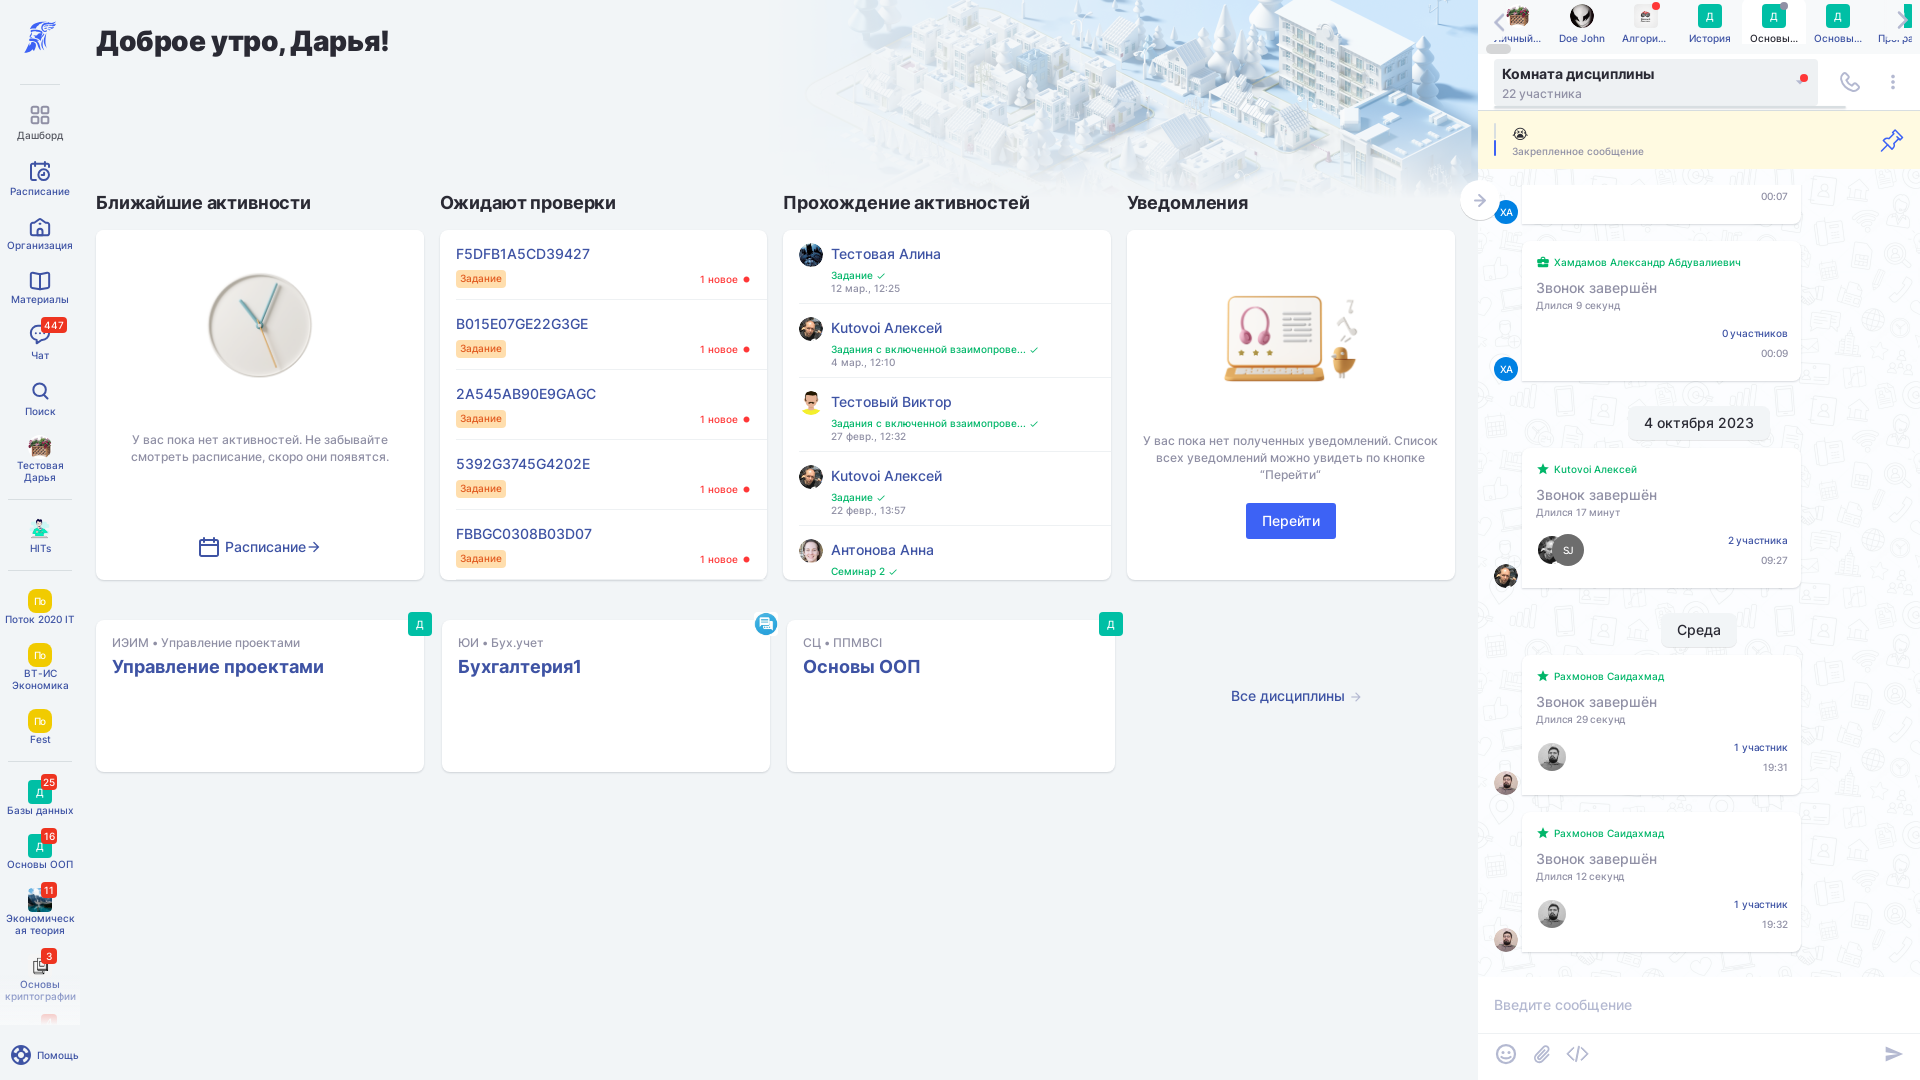 Дашборд
Расписание
Организация
Материалы
447
Чат
Поиск
Тестовая
Дарья
HITs
По
Поток 2020 IT
По
ВТ-ИС
Экономика
По
Fest
25
Д
Базы данных
16
Д
Основы ООП
11
Экономическ
ая теория
3
Основы
криптографии
Помощь
Доброе утро, Дарья!
Ближайшие активности
У вас пока нет активностей. Не забывайте
смотреть расписание, скоро они появятся.
Расписание
Ожидают проверки
F5DFB1A5CD39427
Задание
1 новое
B015E07GE22G3GE
Задание
1 новое
2A545AB90E9GAGC
Задание
1 новое
5392G3745G4202E
Задание
1 новое
FBBGC0308B03D07
Задание
1 новое
Прохождение активностей
Тестовая Алина
Задание
12 мар., 12:25
Kutovoi Алексей
Задания с включенной взаимопрове...
4 мар., 12:10
Тестовый Виктор
Задания с включенной взаимопрове...
27 февр., 12:32
Kutovoi Алексей
Задание
22 февр., 13:57
Антонова Анна
Семинар 2
Уведомления
У вас пока нет полученных уведомлений. Список
всех уведомлений можно увидеть по кнопке
“Перейти”
Перейти
Д
ИЭИМ • Управление проектами
Управление проектами
ЮИ • Бух.учет
Бухгалтерия1
Д
СЦ • ППМВСI
Основы ООП
Все дисциплины
Личный...
Doe John
Алгори...
Д
История
Д
Основы...
Д
Основы...
Комната дисциплины
22 участника
😭
Закрепленное сообщение
00:07
ХА
Хамдамов Александр Абдувалиевич
Звонок завершён
Длился 9 секунд
0 участников
00:09
ХА
4 октября 2023
Kutovoi Алексей
Звонок завершён
Длился 17 минут
SJ
2 участника
09:27
Среда
Рахмонов Саидахмад
Звонок завершён
Длился 29 секунд
1 участник
19:31
Рахмонов Саидахмад
Звонок завершён
Длился 12 секунд
1 участник
19:32
Введите сообщение